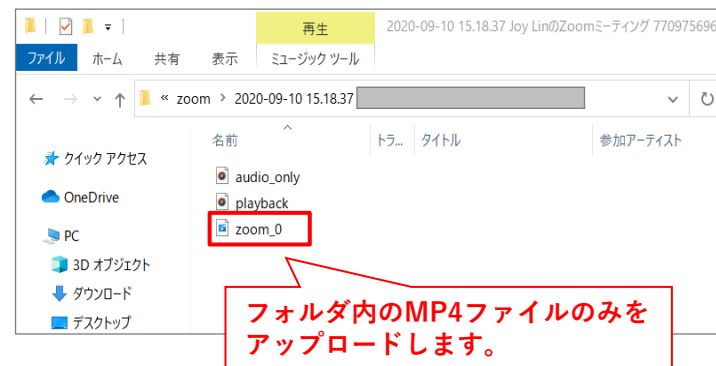 再生
2020-09-10 15.18.37 Joy LinのZoomミーティング 770975696
ファイル ホーム 共有 表示 ミュージック ツール
« zoom > 2020-09-10 15.18.37
名前 トラ... タイトル 参加アーティスト
クイック アクセス
audio_only
OneDrive
playback
PC
zoom_0
3D オブジェクト
ダウンロード
デスクトップ
フォルダ内のMP4ファイルのみを
アップロードします。